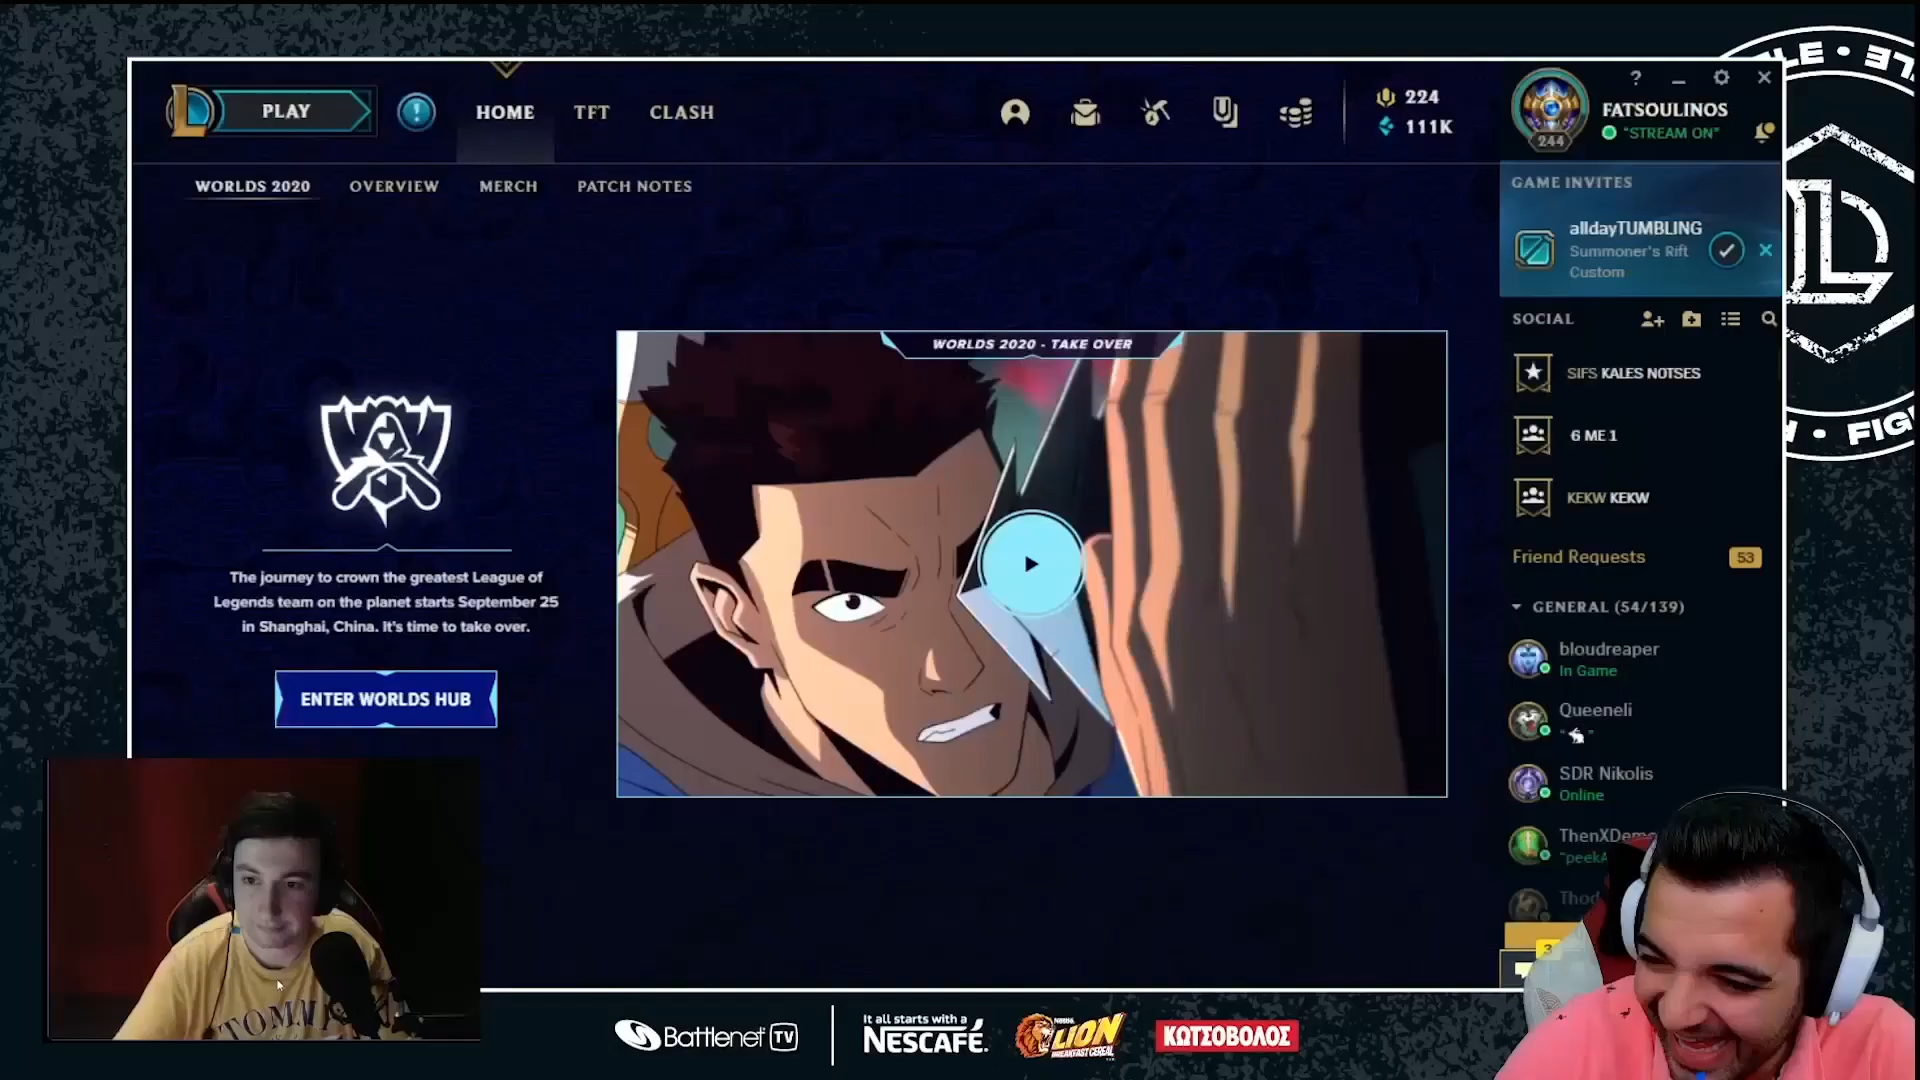 PLAY
HOME
TFT
CLASH
224
111K
244
?
FATSOULINOS
"STREAM ON"
WORLDS 2020
OVERVIEW
MERCH
PATCH NOTES
GAME INVITES
alldayTUMBLING
Summoner's Rift
Custom
SOCIAL
SIFS KALES NOTSES
6 ME 1
KEKW KEKW
Friend Requests
53
GENERAL (54/139)
bloudreaper
In Game
Queeneli
SDR Nikolis
Online
3
WORLDS 2020 - TAKE OVER
The journey to crown the greatest League of
Legends team on the planet starts September 25
in Shanghai, China. It's time to take over.
ENTER WORLDS HUB
TOMMY
Battlenet TV
It all starts with a
NESCAFÉ.
LION
BREAKFAST CEREAL
ΚΩΤΣΟΒΟΛΟΣ